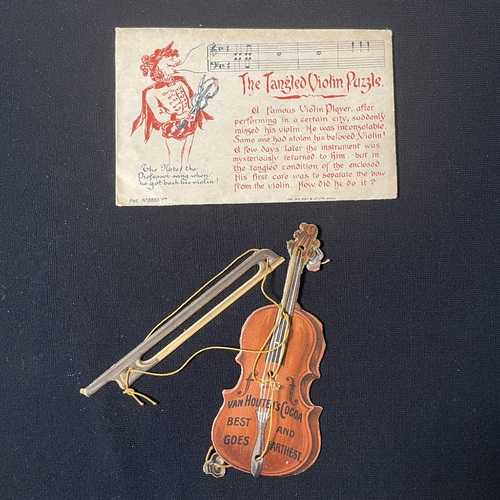 The Tangled Violin Puzzle.
A famous Violin Player, after
performing in a certain city, suddenly
missed his violin. He was inconsolable.
Some one had stolen his beloved Violin!
A few days later the instrument was
mysteriously returned to him, but in
the tangled condition of the enclosed.
His first care was to separate the bow
from the violin. How did he do it?
The Notes the
Professor sang when
he got back his violin!
VAN HOUTEN'S COCOA
BEST AND
GOES FARTHEST